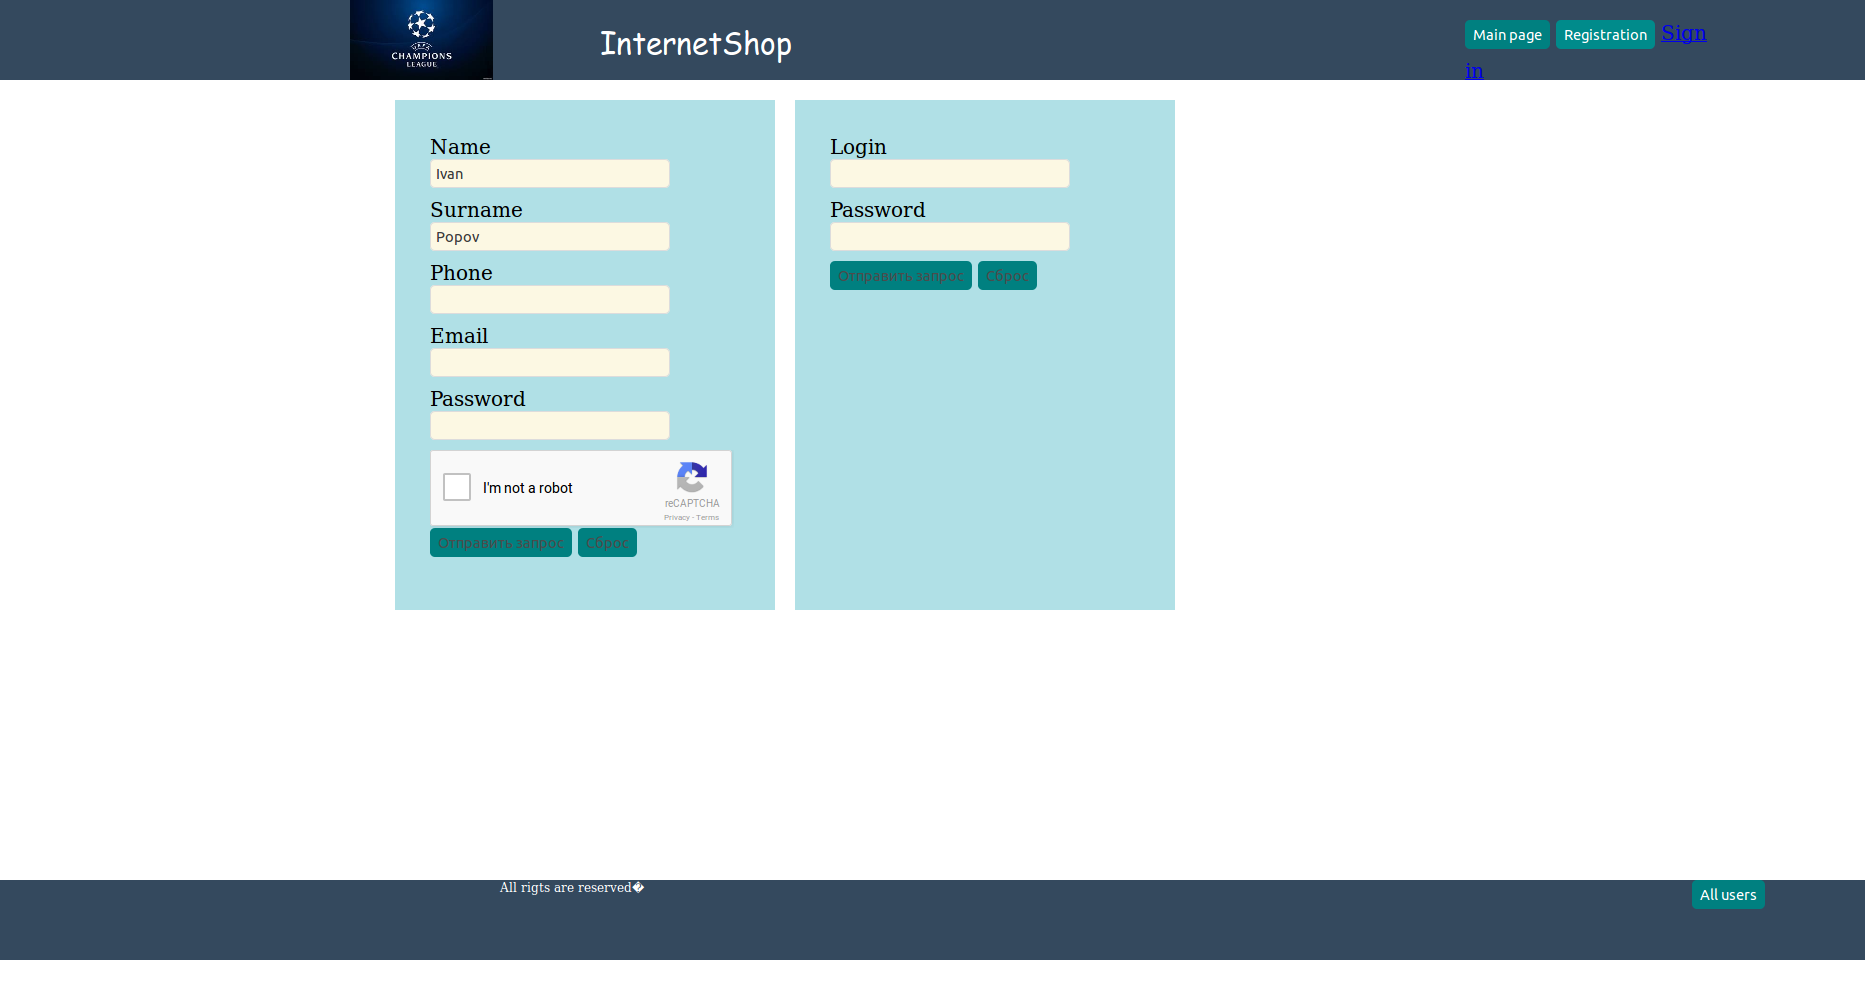 CHAMPIONS
LEAGUE
InternetShop
Main page Registration Sign
in
Name
Ivan
Surname
Popov
Phone
Email
Password
I'm not a robot
reCAPTCHA
Privacy - Terms
Отправить запрос Сброс
Login
Password
Отправить запрос Сброс
All rigts are reserved�
All users